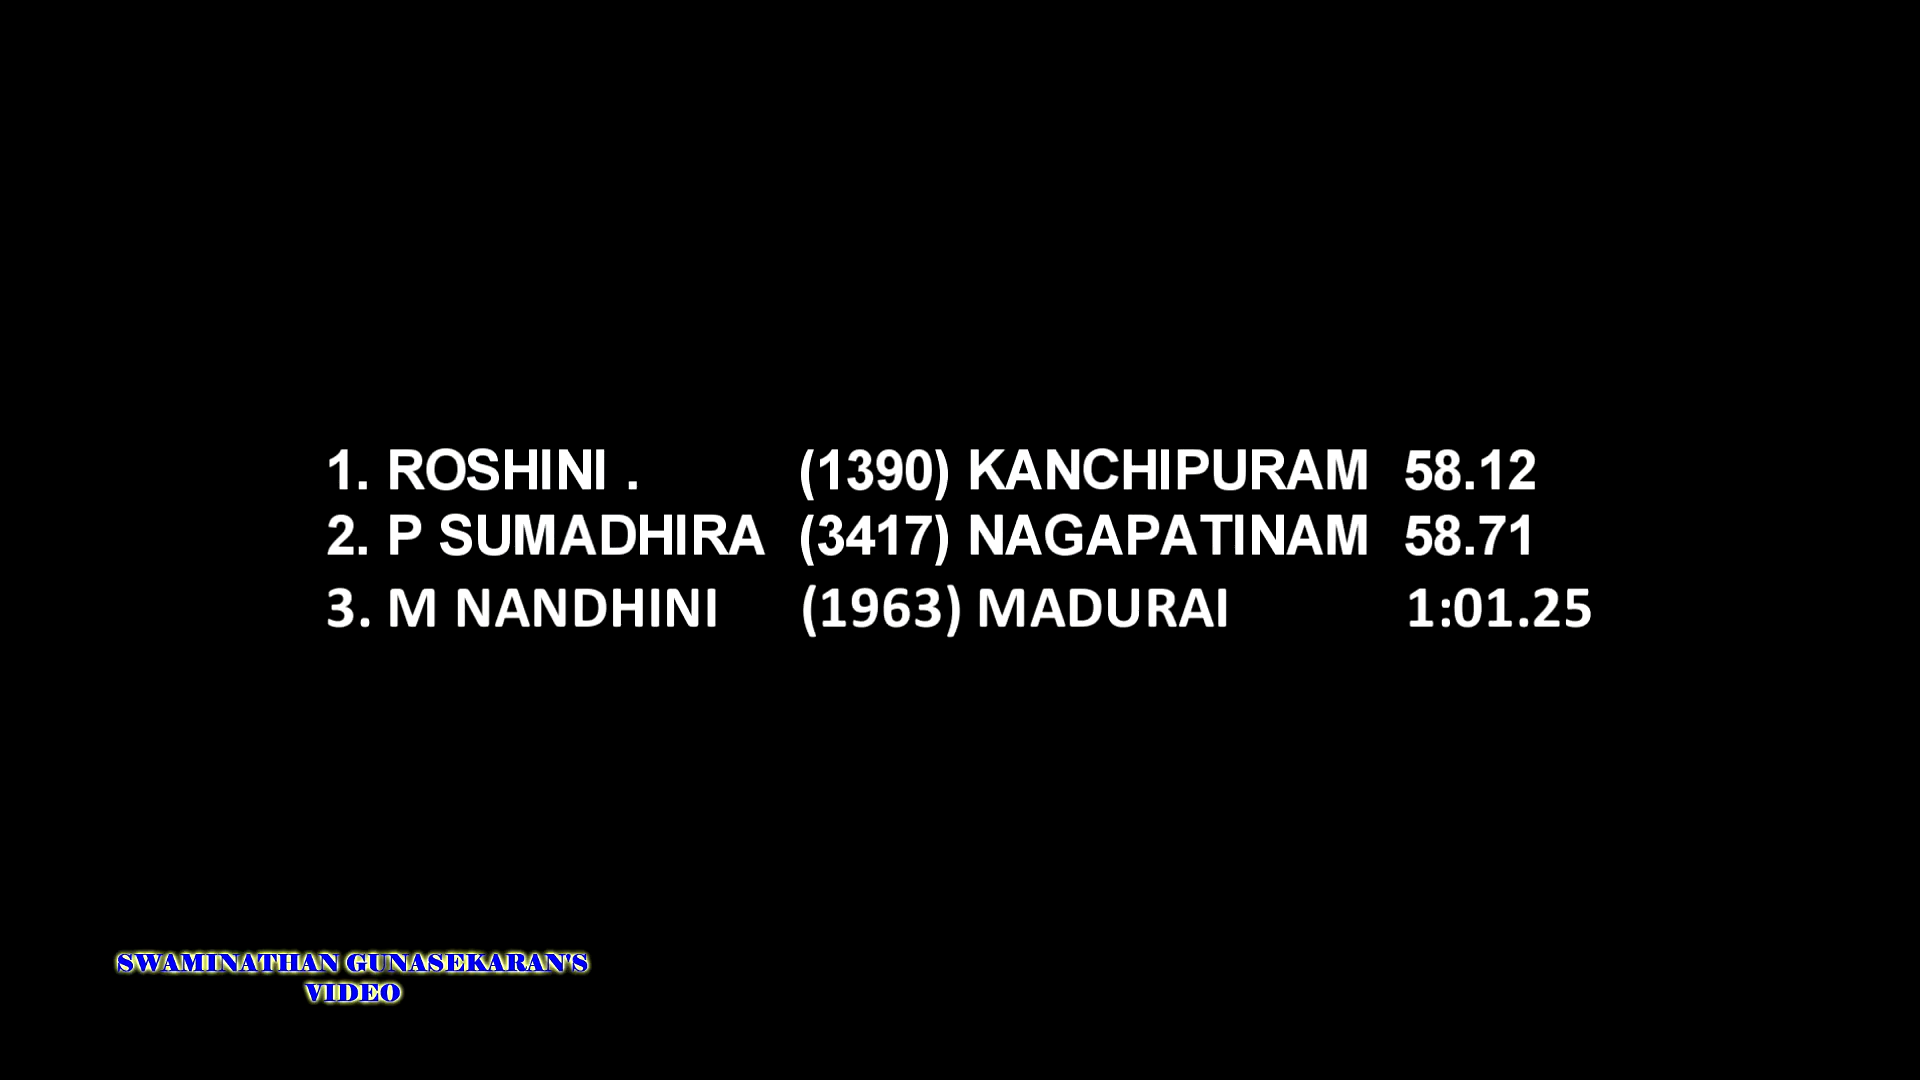 1. ROSHINI . (1390) KANCHIPURAM 58.12
2. P SUMADHIRA (3417) NAGAPATINAM 58.71
3. M NANDHINI (1963) MADURAI 1:01.25
SWAMINATHAN GUNASEKARAN'S
VIDEO